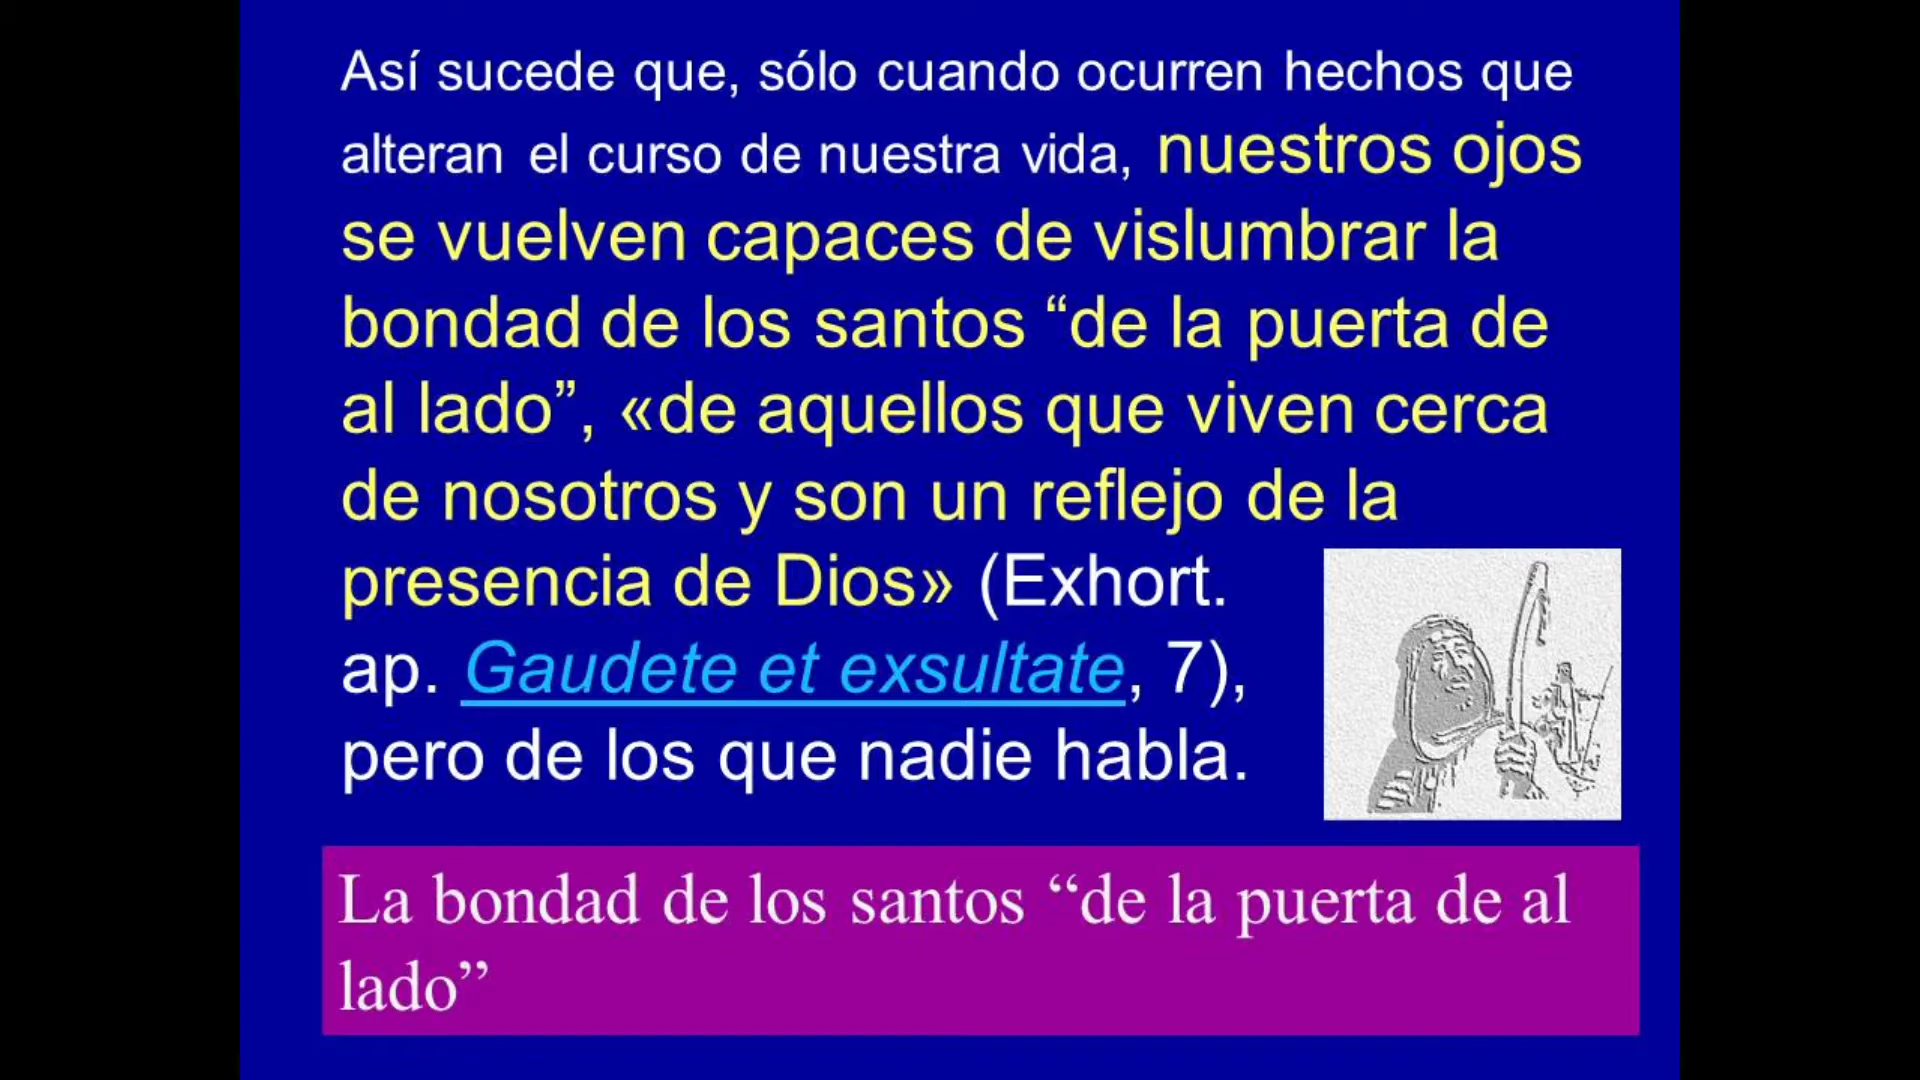 Así sucede que, sólo cuando ocurren hechos que
alteran el curso de nuestra vida, nuestros ojos
se vuelven capaces de vislumbrar la
bondad de los santos “de la puerta de
al lado”, «de aquellos que viven cerca
de nosotros y son un reflejo de la
presencia de Dios» (Exhort.
ap. Gaudete et exsultate, 7),
pero de los que nadie habla.
La bondad de los santos “de la puerta de al
lado”